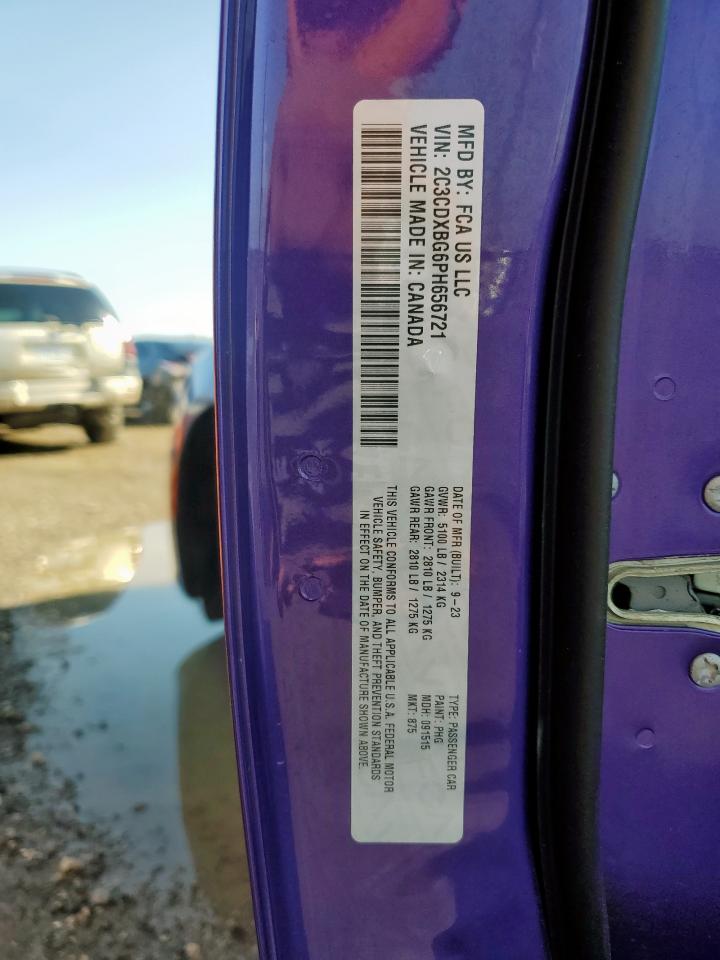 MFD BY: FCA US LLC
VIN: 2C3CDXBG6PH656721
VEHICLE MADE IN: CANADA
DATE OF MFR (BUILT): 9-23
GVWR: 5100 LB / 2314 KG
GAWR FRONT: 2810 LB / 1275 KG
GAWR REAR: 2810 LB / 1275 KG
TYPE: PASSENGER CAR
PAINT: PHG
MDH: 091515
MKT: 875
THIS VEHICLE CONFORMS TO ALL APPLICABLE U.S.A. FEDERAL MOTOR
VEHICLE SAFETY, BUMPER, AND THEFT PREVENTION STANDARDS
IN EFFECT ON THE DATE OF MANUFACTURE SHOWN ABOVE.